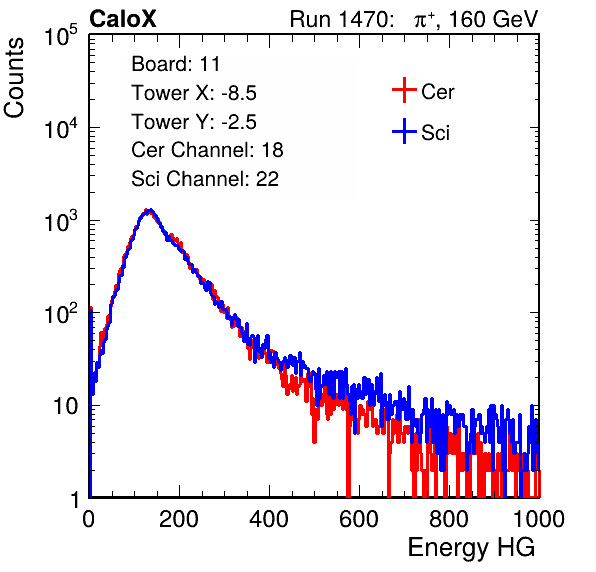 CaloX Run 1470: π⁺, 160 GeV
Counts
Board: 11
Tower X: -8.5
Tower Y: -2.5
Cer Channel: 18
Sci Channel: 22
Cer
Sci
10⁵
10⁴
10³
10²
10
1
0 200 400 600 800 1000
Energy HG